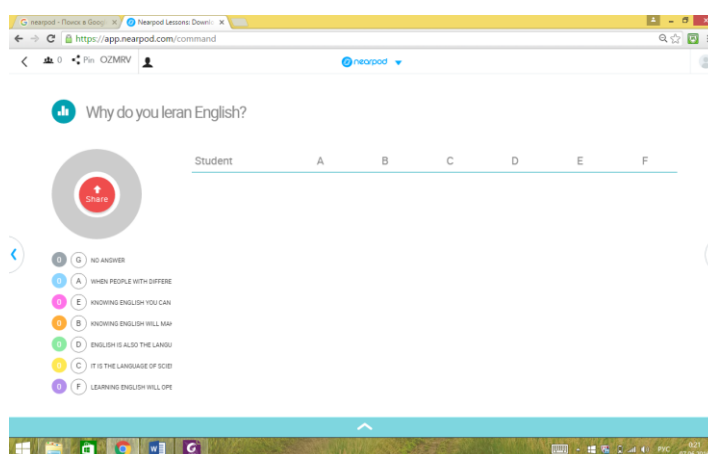 nearpod - Поиск в Goog
Nearpod Lessons: Downlo
https://app.nearpod.com/command
0 Pin OZMRV
nearpod
Why do you leran English?
Student A B C D E F
Share
0 G NO ANSWER
0 A WHEN PEOPLE WITH DIFFERE
0 E KNOWING ENGLISH YOU CAN
0 B KNOWING ENGLISH WILL MAK
0 D ENGLISH IS ALSO THE LANGU
0 C IT IS THE LANGUAGE OF SCIE
0 F LEARNING ENGLISH WILL OPE
РУС
0:21